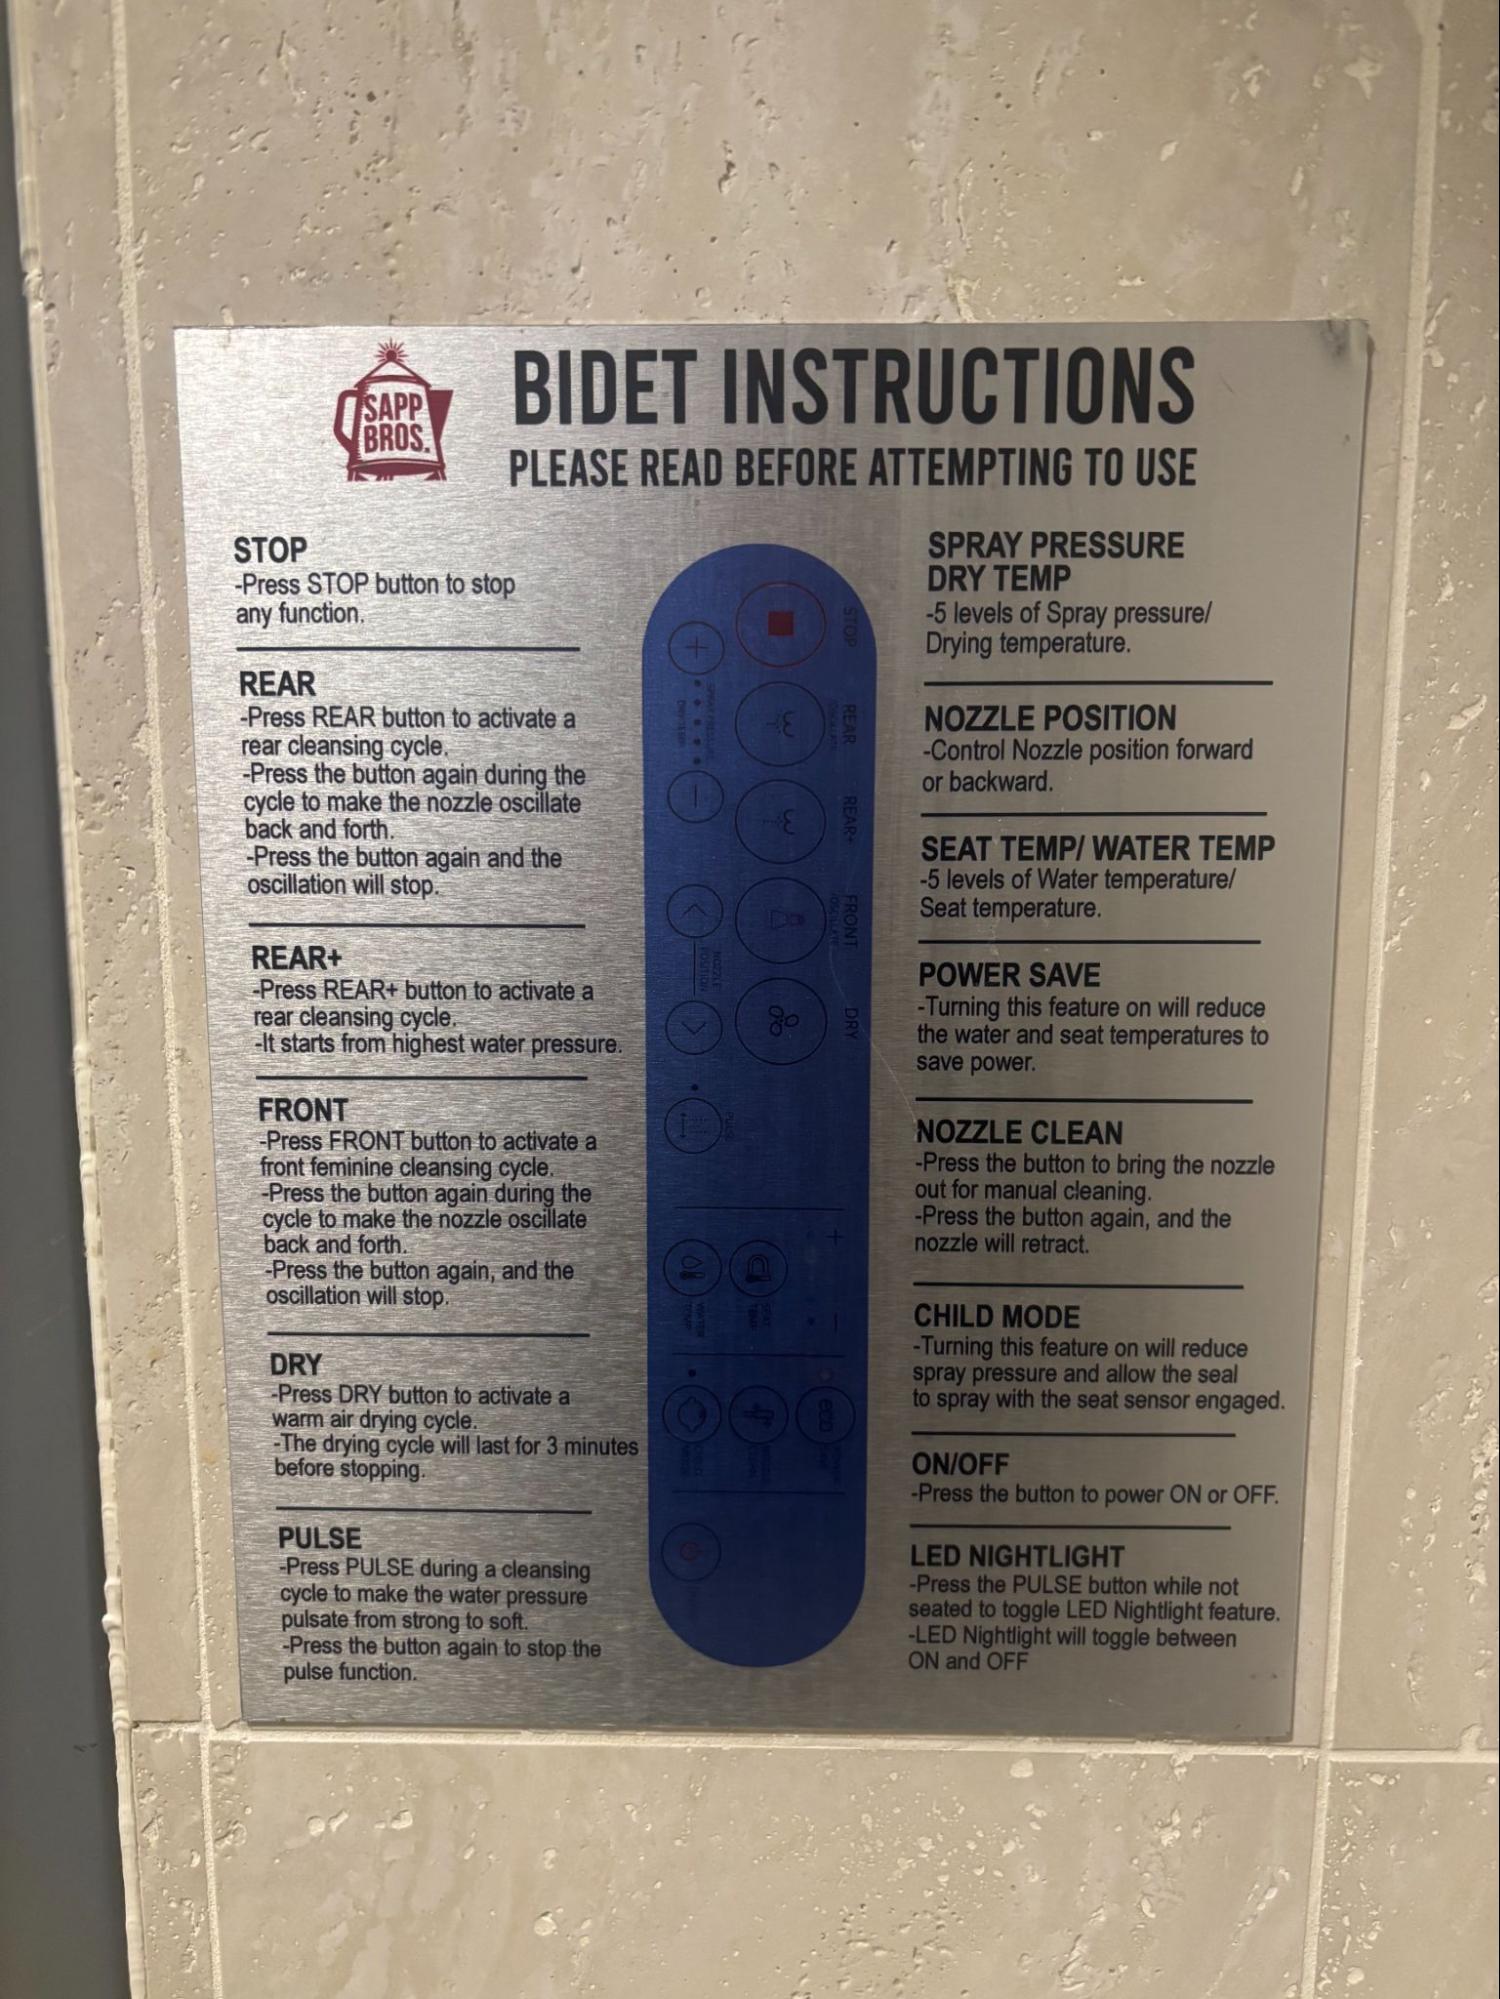 SAPP
BROS.
BIDET INSTRUCTIONS
PLEASE READ BEFORE ATTEMPTING TO USE
STOP
-Press STOP button to stop
any function.
REAR
-Press REAR button to activate a
rear cleansing cycle.
-Press the button again during the
cycle to make the nozzle oscillate
back and forth.
-Press the button again and the
oscillation will stop.
REAR+
-Press REAR+ button to activate a
rear cleansing cycle.
-It starts from highest water pressure.
FRONT
-Press FRONT button to activate a
front feminine cleansing cycle.
-Press the button again during the
cycle to make the nozzle oscillate
back and forth.
-Press the button again, and the
oscillation will stop.
DRY
-Press DRY button to activate a
warm air drying cycle.
-The drying cycle will last for 3 minutes
before stopping.
PULSE
-Press PULSE during a cleansing
cycle to make the water pressure
pulsate from strong to soft.
-Press the button again to stop the
pulse function.
STOP
REAR
REAR+
FRONT
OSCILLATE
DRY
+
SPRAY PRESSURE
DRY TEMP
−
NOZZLE
POSITION
PULSE
+
−
SEAT
TEMP
WATER
TEMP
eco
CHILD
MODE
SPRAY PRESSURE
DRY TEMP
-5 levels of Spray pressure/
Drying temperature.
NOZZLE POSITION
-Control Nozzle position forward
or backward.
SEAT TEMP/ WATER TEMP
-5 levels of Water temperature/
Seat temperature.
POWER SAVE
-Turning this feature on will reduce
the water and seat temperatures to
save power.
NOZZLE CLEAN
-Press the button to bring the nozzle
out for manual cleaning.
-Press the button again, and the
nozzle will retract.
CHILD MODE
-Turning this feature on will reduce
spray pressure and allow the seal
to spray with the seat sensor engaged.
ON/OFF
-Press the button to power ON or OFF.
LED NIGHTLIGHT
-Press the PULSE button while not
seated to toggle LED Nightlight feature.
-LED Nightlight will toggle between
ON and OFF